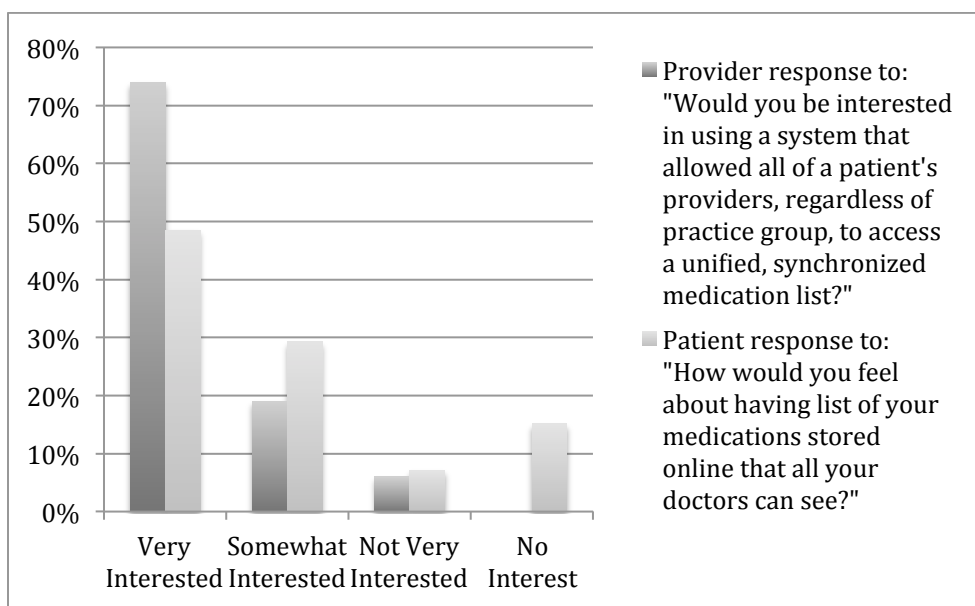 80%
70%
60%
50%
40%
30%
20%
10%
0%
Very Interested
Somewhat Interested
Not Very Interested
No Interest
Provider response to:
"Would you be interested
in using a system that
allowed all of a patient's
providers, regardless of
practice group, to access
a unified, synchronized
medication list?"
Patient response to:
"How would you feel
about having list of your
medications stored
online that all your
doctors can see?"